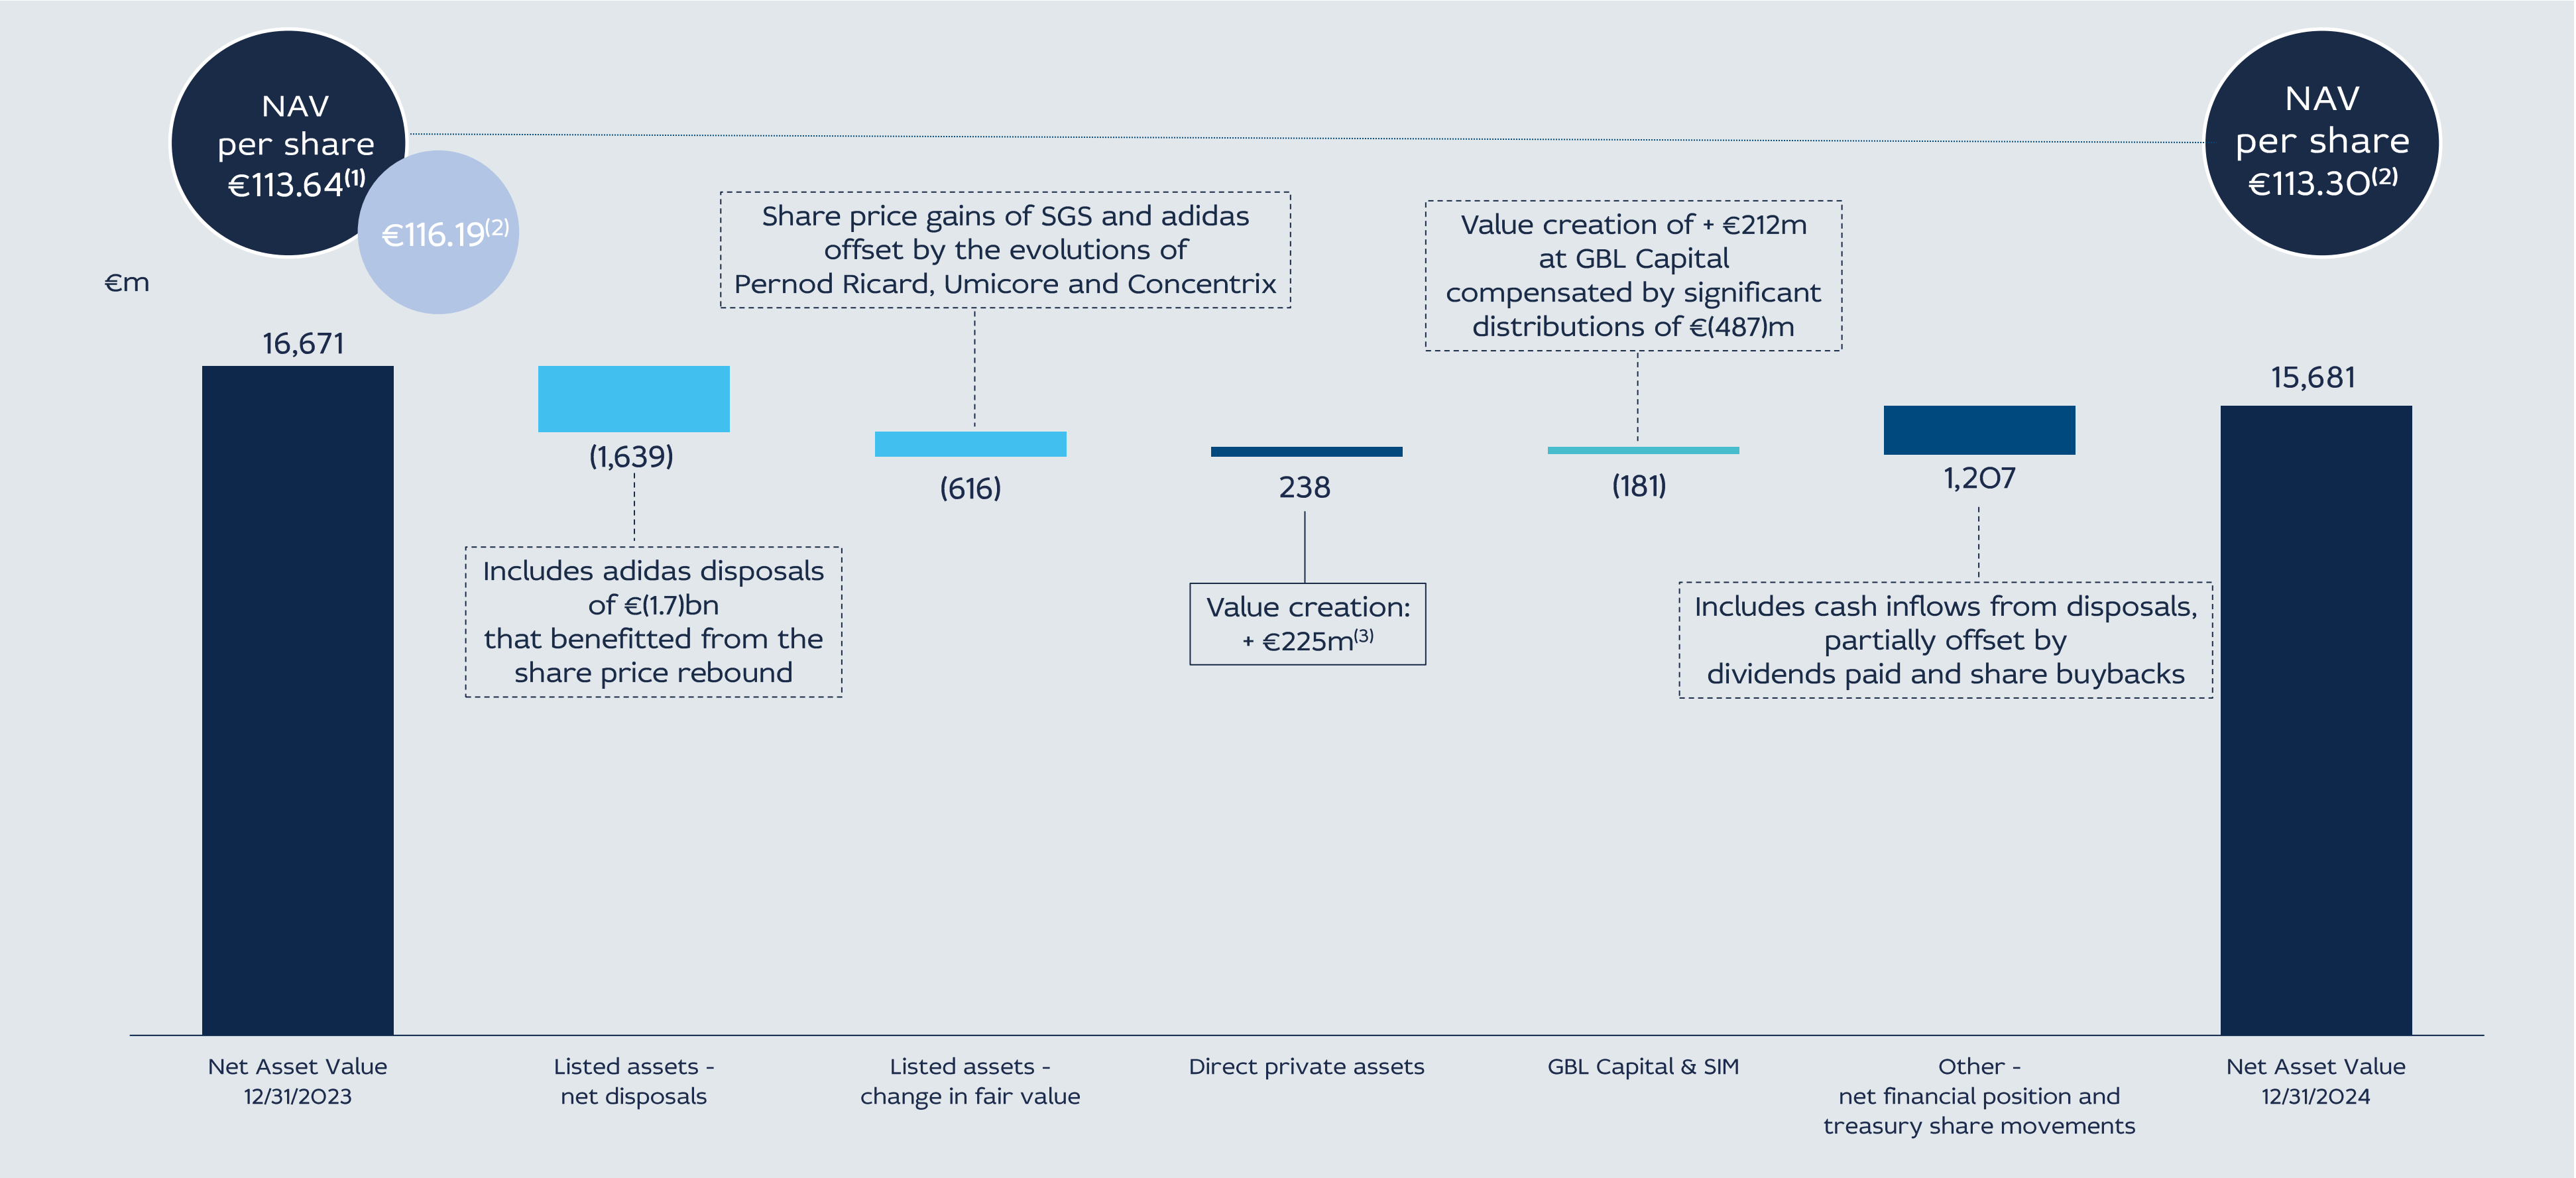 NAV
per share
€113.64(1)
€116.19(2)
NAV
per share
€113.30(2)
€m
Share price gains of SGS and adidas
offset by the evolutions of
Pernod Ricard, Umicore and Concentrix
Value creation of + €212m
at GBL Capital
compensated by significant
distributions of €(487)m
16,671
(1,639)
(616)
238
(181)
1,207
15,681
Includes adidas disposals
of €(1.7)bn
that benefitted from the
share price rebound
Value creation:
+ €225m(3)
Includes cash inflows from disposals,
partially offset by
dividends paid and share buybacks
Net Asset Value
12/31/2023
Listed assets -
net disposals
Listed assets -
change in fair value
Direct private assets
GBL Capital & SIM
Other -
net financial position and
treasury share movements
Net Asset Value
12/31/2024